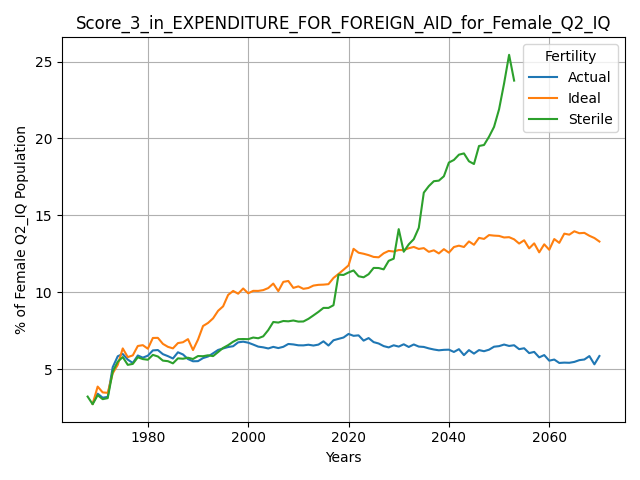 Score_3_in_EXPENDITURE_FOR_FOREIGN_AID_for_Female_Q2_IQ
Fertility
Actual
Ideal
Sterile
% of Female Q2_IQ Population
25
20
15
10
5
1980 2000 2020 2040 2060
Years